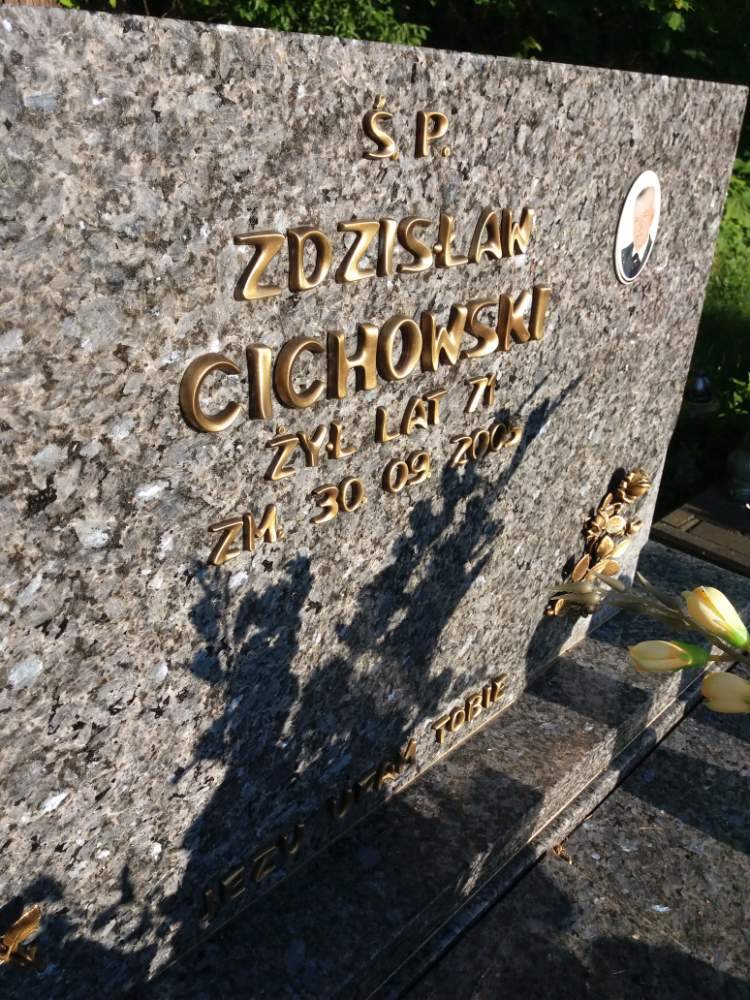 Ś. P.
ZDZISŁAW
CICHOWSKI
ŻYŁ LAT 71
ZM. 30. 09. 2005
JEZU UFAM TOBIE